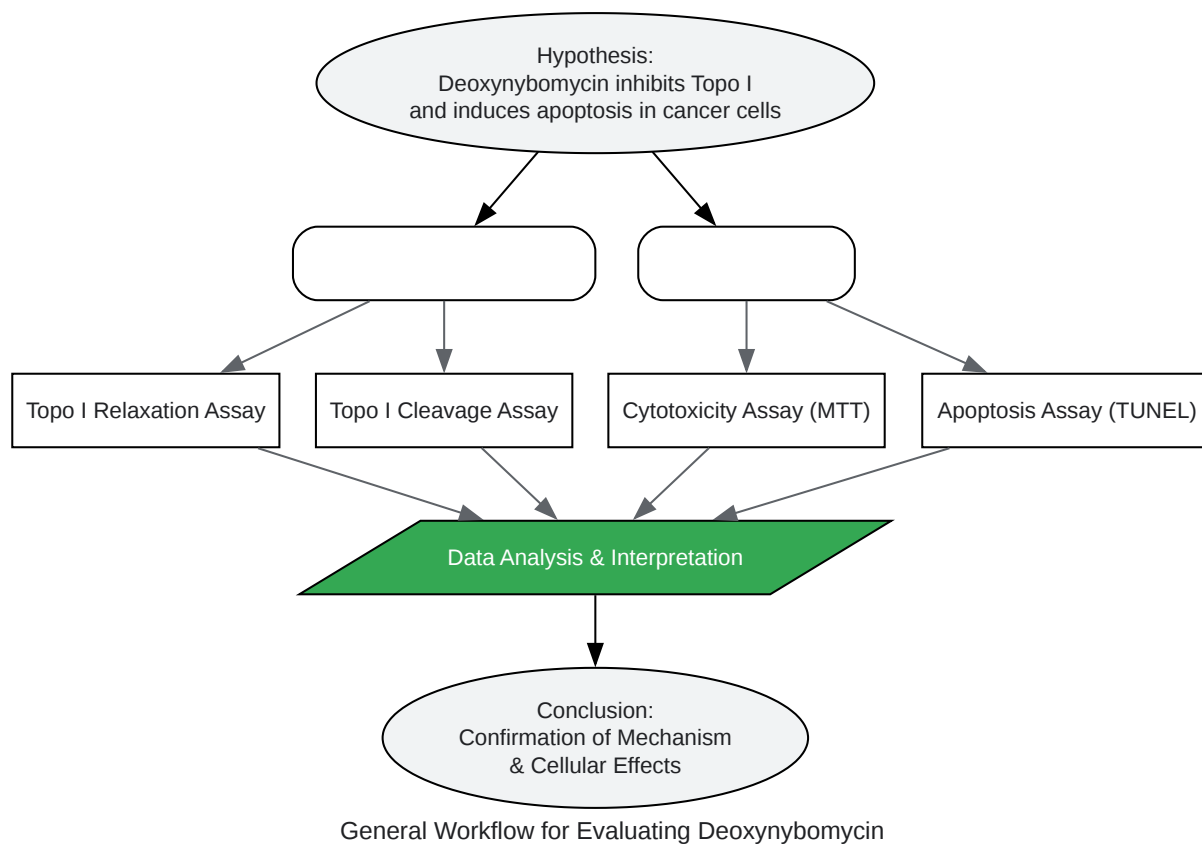 Hypothesis:
Deoxynybomycin inhibits Topo I
and induces apoptosis in cancer cells
Topo I Relaxation Assay
Topo I Cleavage Assay
Cytotoxicity Assay (MTT)
Apoptosis Assay (TUNEL)
Data Analysis & Interpretation
Conclusion:
Confirmation of Mechanism
& Cellular Effects
General Workflow for Evaluating Deoxynybomycin